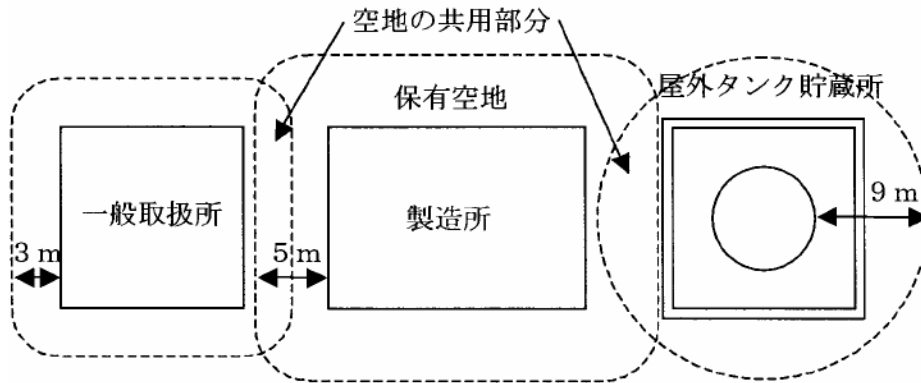 空地の共用部分
保有空地
屋外タンク貯蔵所
一般取扱所
製造所
9 m
3 m
5 m